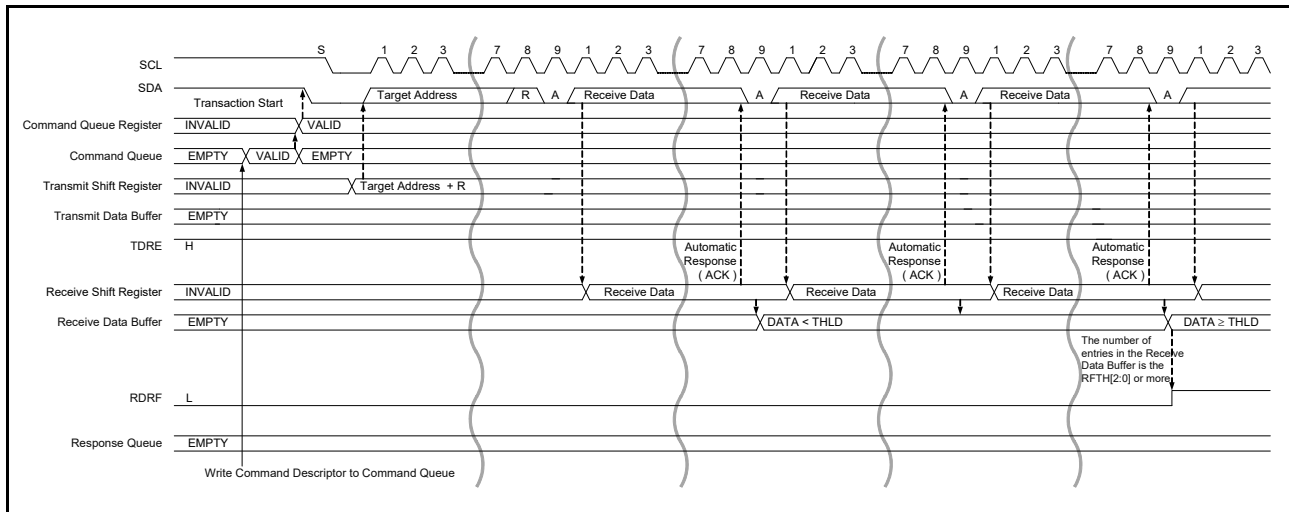 S 1 2 3 7 8 9 1 2 3 7 8 9 1 2 3 7 8 9 1 2 3 7 8 9 1 2 3
SCL
SDA Target Address R A Receive Data A Receive Data A Receive Data A
Transaction Start
Command Queue Register INVALID VALID
Command Queue EMPTY VALID EMPTY
Transmit Shift Register INVALID Target Address + R
Transmit Data Buffer EMPTY
TDRE H
Automatic Automatic Automatic
Response Response Response
( ACK ) ( ACK ) ( ACK )
Receive Shift Register INVALID Receive Data Receive Data Receive Data
Receive Data Buffer EMPTY DATA < THLD DATA ≥ THLD
The number of
entries in the Receive
Data Buffer is the
RFTH[2:0] or more
RDRF L
Response Queue EMPTY
Write Command Descriptor to Command Queue